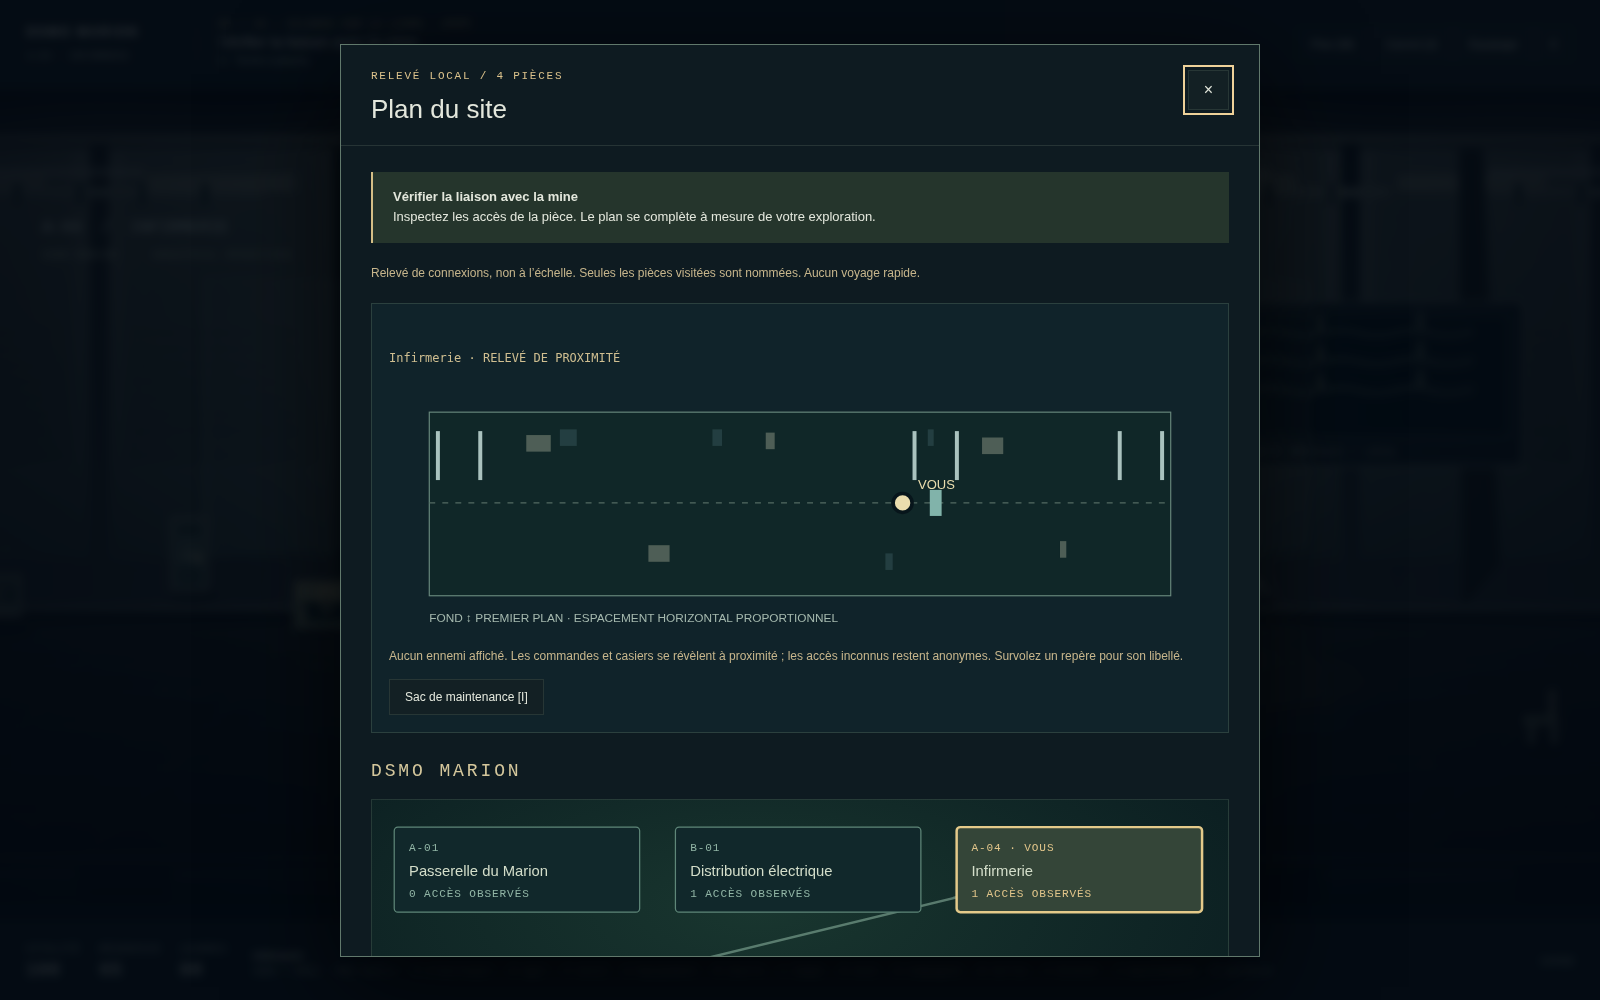 RELEVÉ LOCAL / 4 PIÈCES
Plan du site
×
Vérifier la liaison avec la mine
Inspectez les accès de la pièce. Le plan se complète à mesure de votre exploration.
Relevé de connexions, non à l'échelle. Seules les pièces visitées sont nommées. Aucun voyage rapide.
Infirmerie · RELEVÉ DE PROXIMITÉ
VOUS
FOND ↕ PREMIER PLAN · ESPACEMENT HORIZONTAL PROPORTIONNEL
Aucun ennemi affiché. Les commandes et casiers se révèlent à proximité ; les accès inconnus restent anonymes. Survolez un repère pour son libellé.
Sac de maintenance [I]
DSMO MARION
A-01
Passerelle du Marion
0 ACCÈS OBSERVÉS
B-01
Distribution électrique
1 ACCÈS OBSERVÉS
A-04 · VOUS
Infirmerie
1 ACCÈS OBSERVÉS